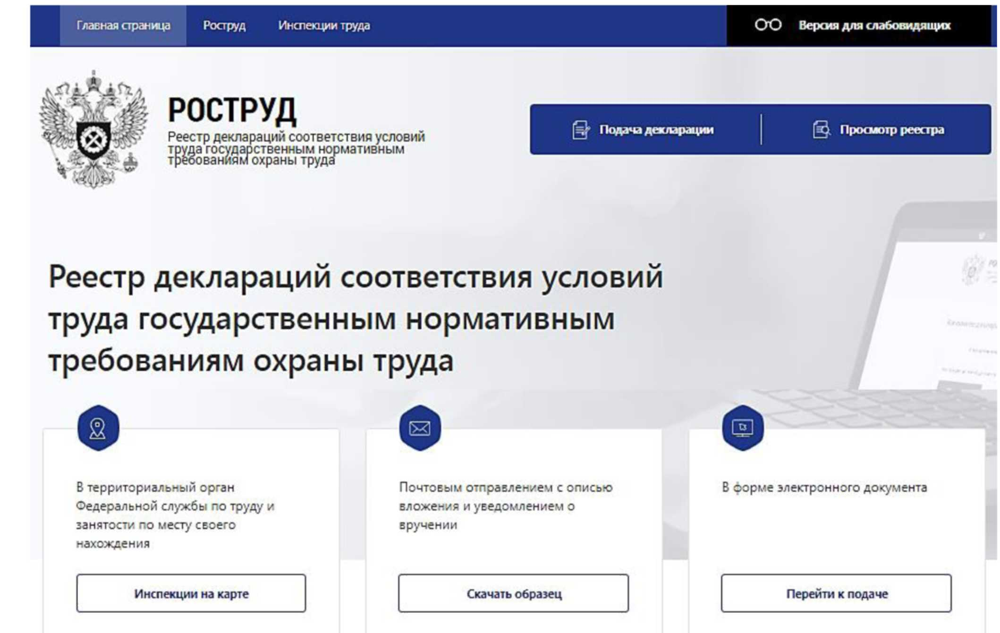 Главная страница
Роструд
Инспекции труда
Версия для слабовидящих
РОСТРУД
Реестр деклараций соответствия условий
труда государственным нормативным
требованиям охраны труда
Подача декларации
Просмотр реестра
Реестр деклараций соответствия условий
труда государственным нормативным
требованиям охраны труда
В территориальный орган
Федеральной службы по труду и
занятости по месту своего
нахождения
Инспекции на карте
Почтовым отправлением с описью
вложения и уведомлением о
вручении
Скачать образец
В форме электронного документа
Перейти к подаче